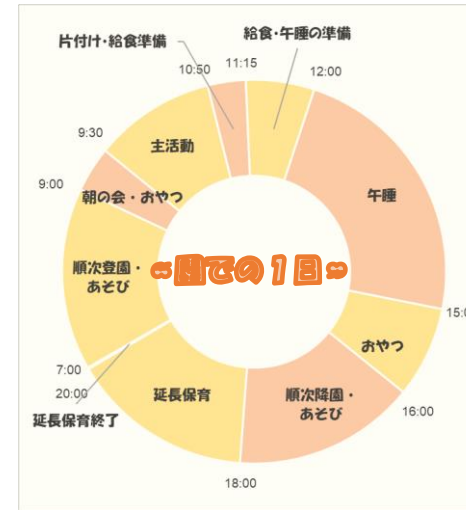 給食・午睡の準備
片付け・給食準備
10:50
11:15
12:00
9:30
主活動
9:00
朝の会・おやつ
午睡
順次登園・
あそび
~園での1日~
15:0
おやつ
7:00
20:00
延長保育
順次降園・
あそび
16:00
延長保育終了
18:00